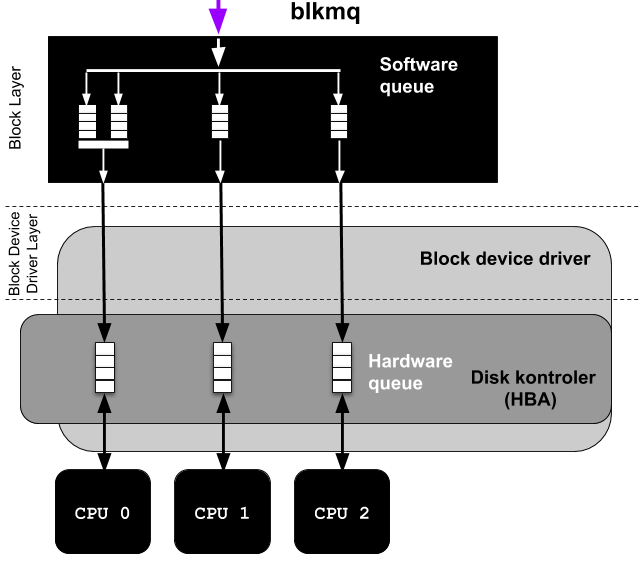 blkmq
Software
queue
Block Layer
Block Device
Driver Layer
Block device driver
Hardware
queue
Disk kontroler
(HBA)
CPU 0
CPU 1
CPU 2